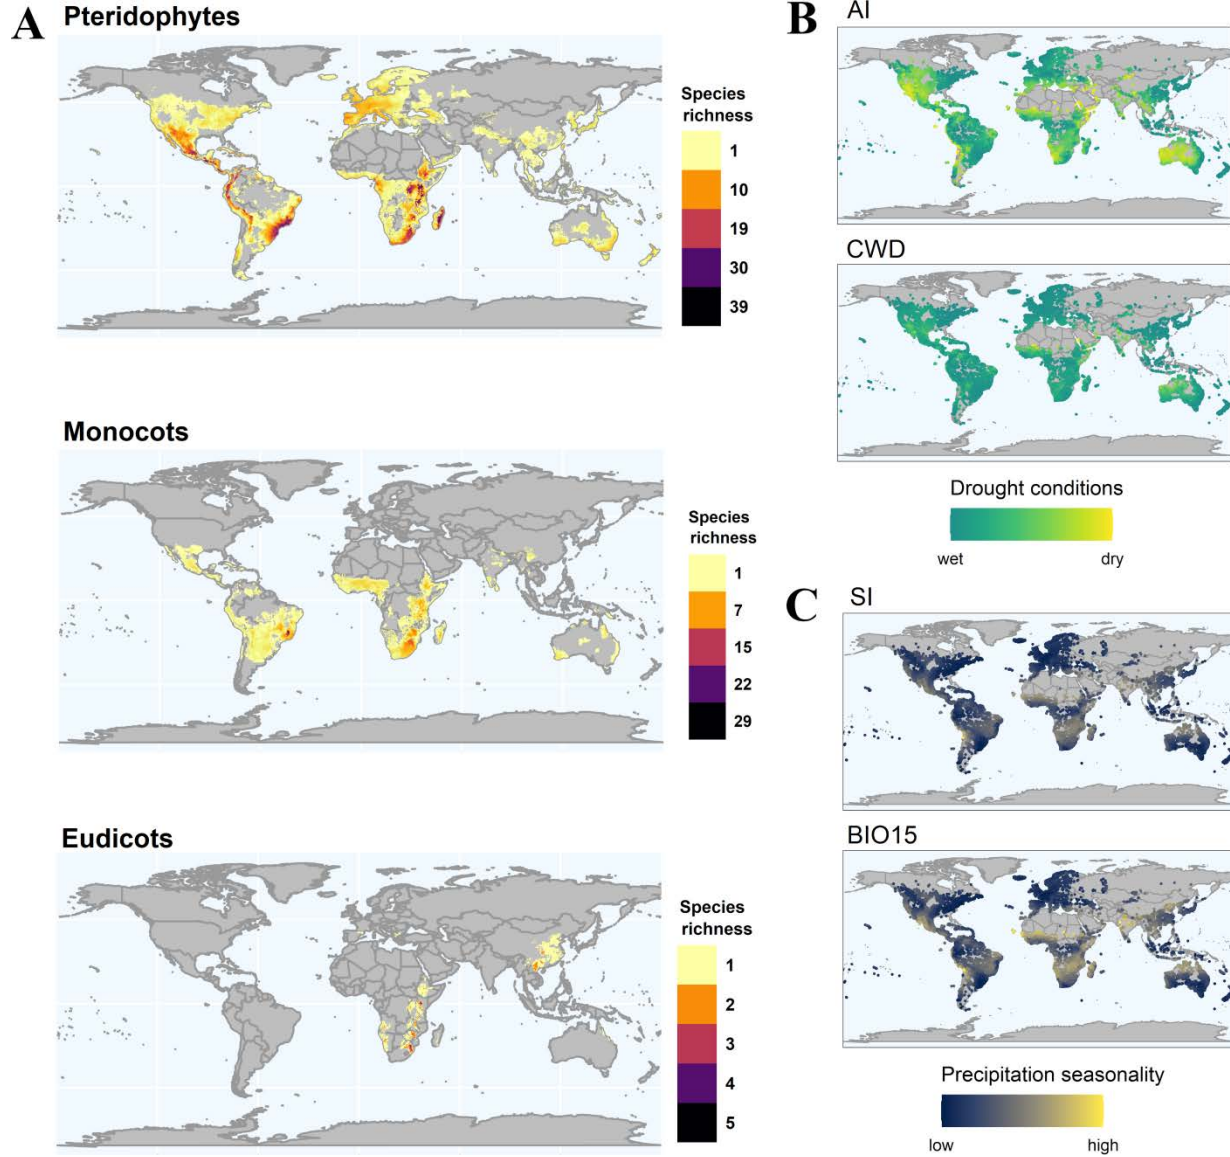 A
Pteridophytes
Species
richness
1
10
19
30
39
Monocots
Species
richness
1
7
15
22
29
Eudicots
Species
richness
1
2
3
4
5
B
AI
CWD
Drought conditions
wet
dry
C
SI
BIO15
Precipitation seasonality
low
high